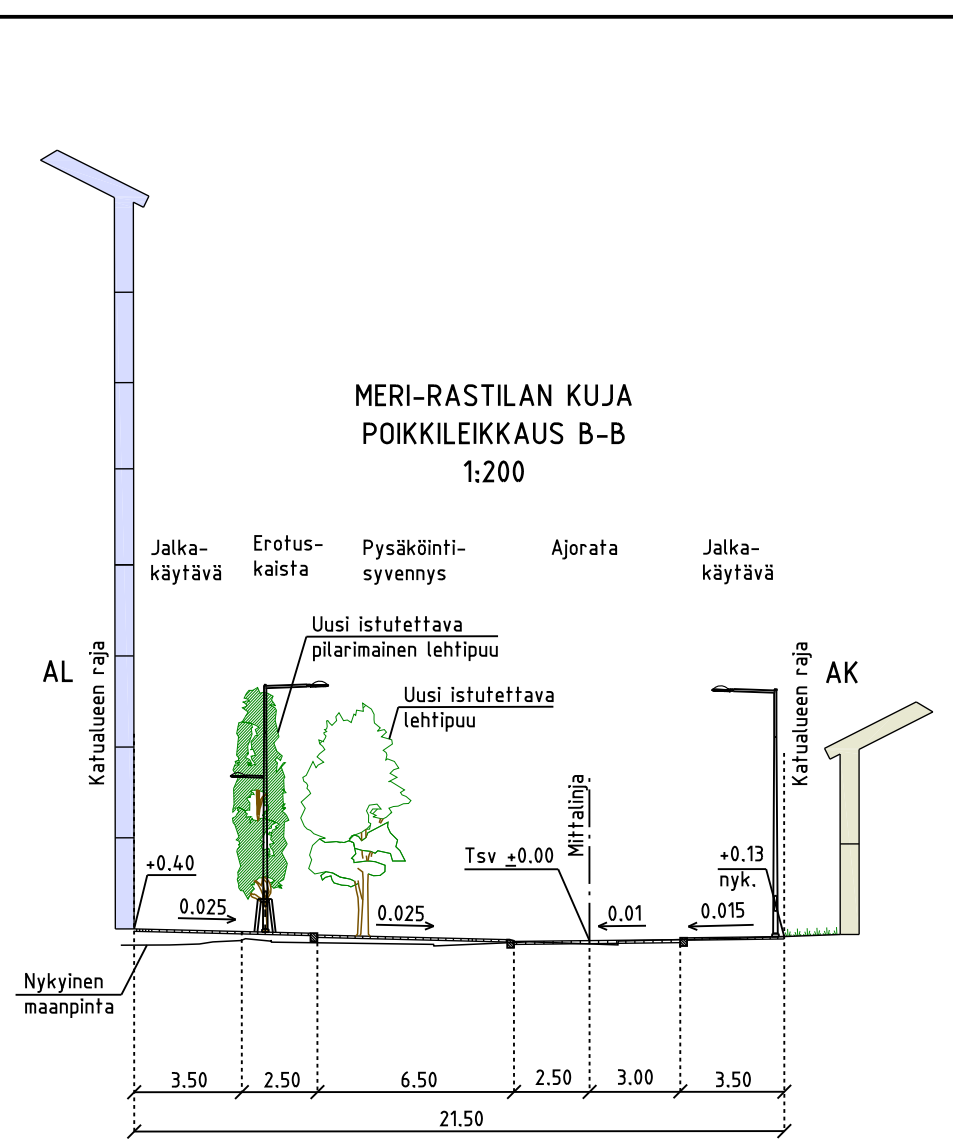 MERI-RASTILAN KUJA
POIKKILEIKKAUS B-B
1:200
Jalka-
käytävä
Erotus-
kaista
Pysäköinti-
syvennys
Ajorata
Jalka-
käytävä
Uusi istutettava
pilarimainen lehtipuu
Uusi istutettava
lehtipuu
AL
Katualueen raja
Katualueen raja
AK
Mittalinja
+0.40
Tsv ±0.00
+0.13
nyk.
0.025
0.025
0.01
0.015
Nykyinen
maanpinta
3.50
2.50
6.50
2.50
3.00
3.50
21.50